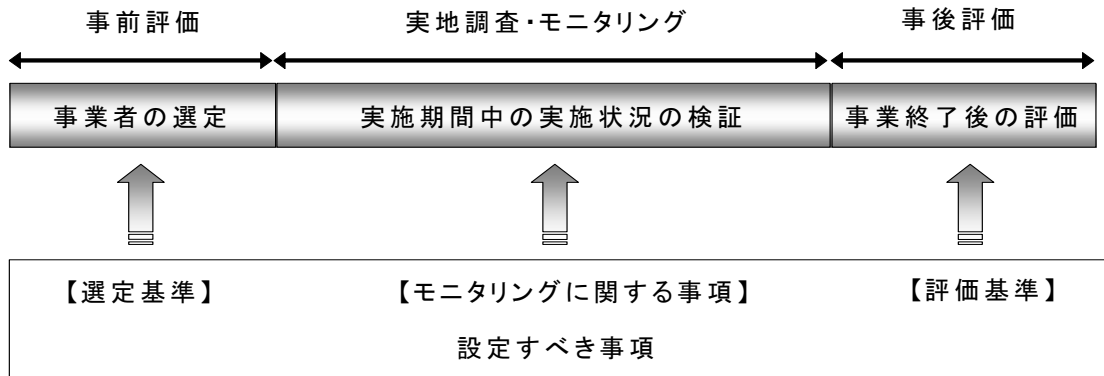 事前評価 実地調査・モニタリング 事後評価
事業者の選定 実施期間中の実施状況の検証 事業終了後の評価
【選定基準】 【モニタリングに関する事項】 【評価基準】
設定すべき事項